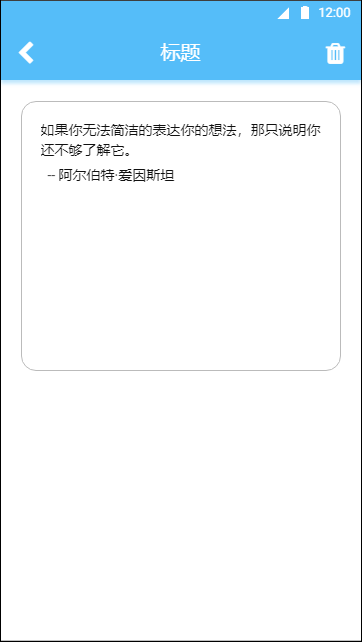 12:00
标题
如果你无法简洁的表达你的想法，那只说明你
还不够了解它。
-- 阿尔伯特·爱因斯坦